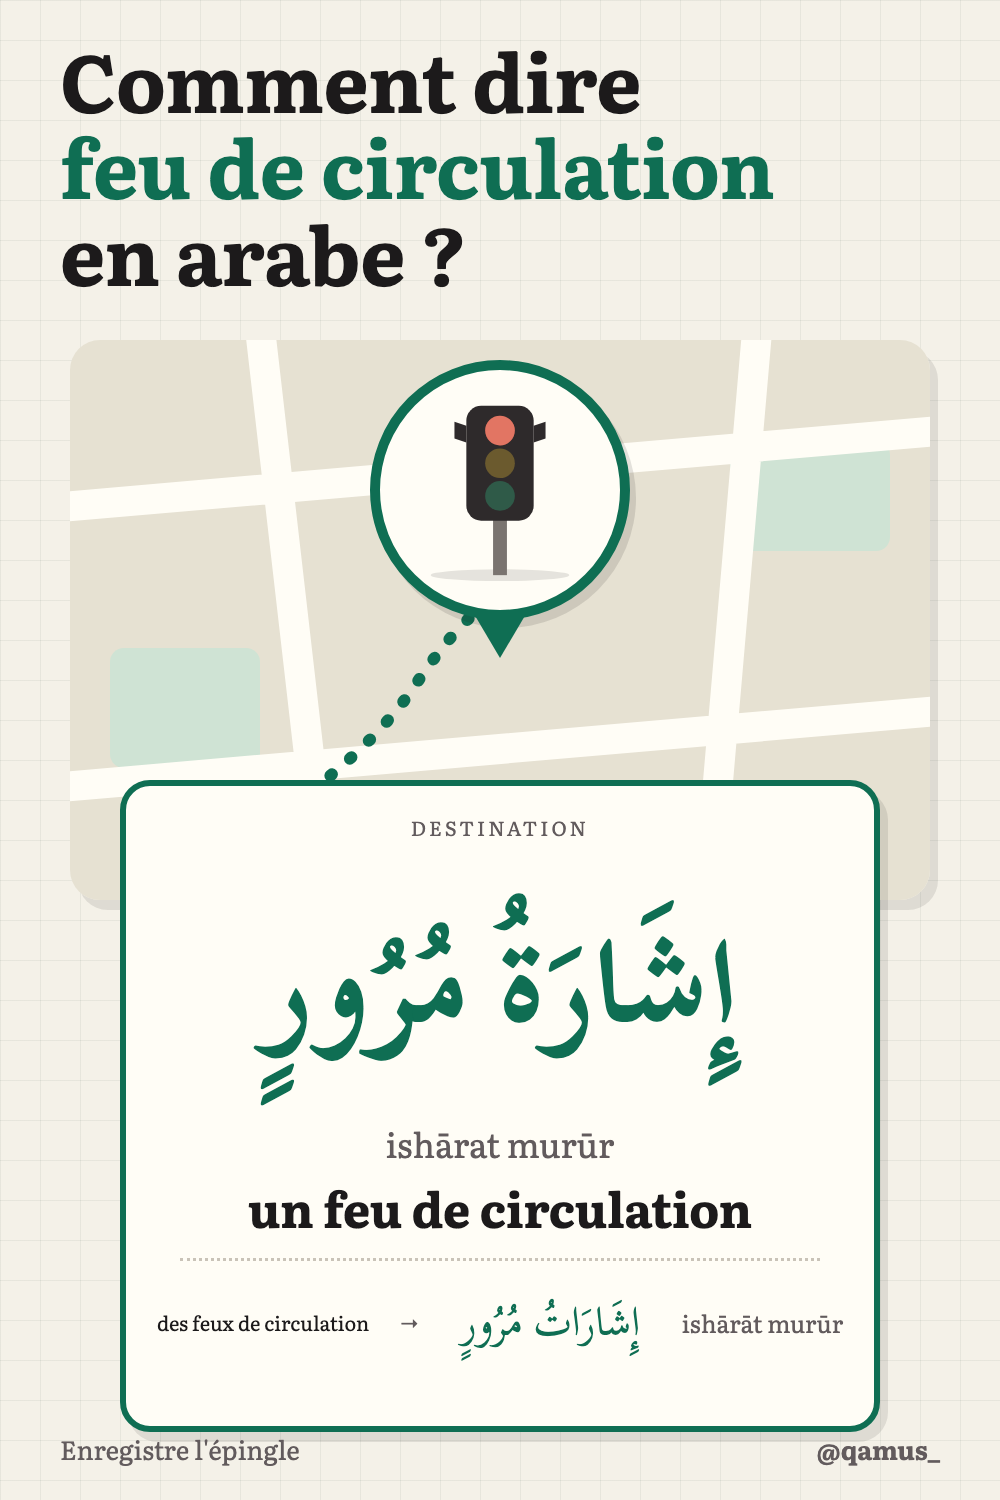 Comment dire
feu de circulation
en arabe ?
DESTINATION
إِشَارَةُ مُرُورٍ
ishārat murūr
un feu de circulation
des feux de circulation → إِشَارَاتُ مُرُورٍ ishārāt murūr
Enregistre l'épingle
@qamus_